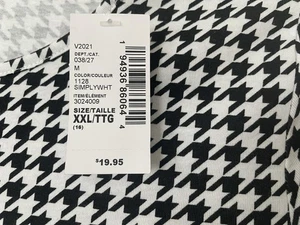 V2021
DEPT./CAT.
038/27
M
COLOR/COULEUR
1128
SIMPLYWHT
ITEM/ELEMENT
3024009
SIZE/TAILLE
XXL/TTG
(16)
$19.95
1 94936 86064 4